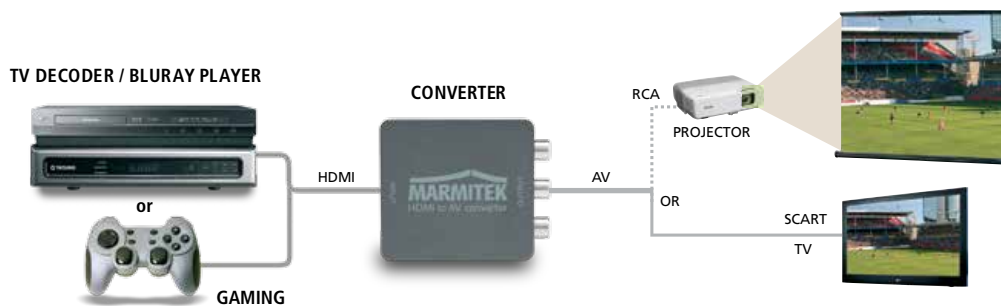 TV DECODER / BLURAY PLAYER
or
GAMING
HDMI
CONVERTER
MARMITEK
HDMI to AV converter
AV
RCA
PROJECTOR
OR
SCART
TV